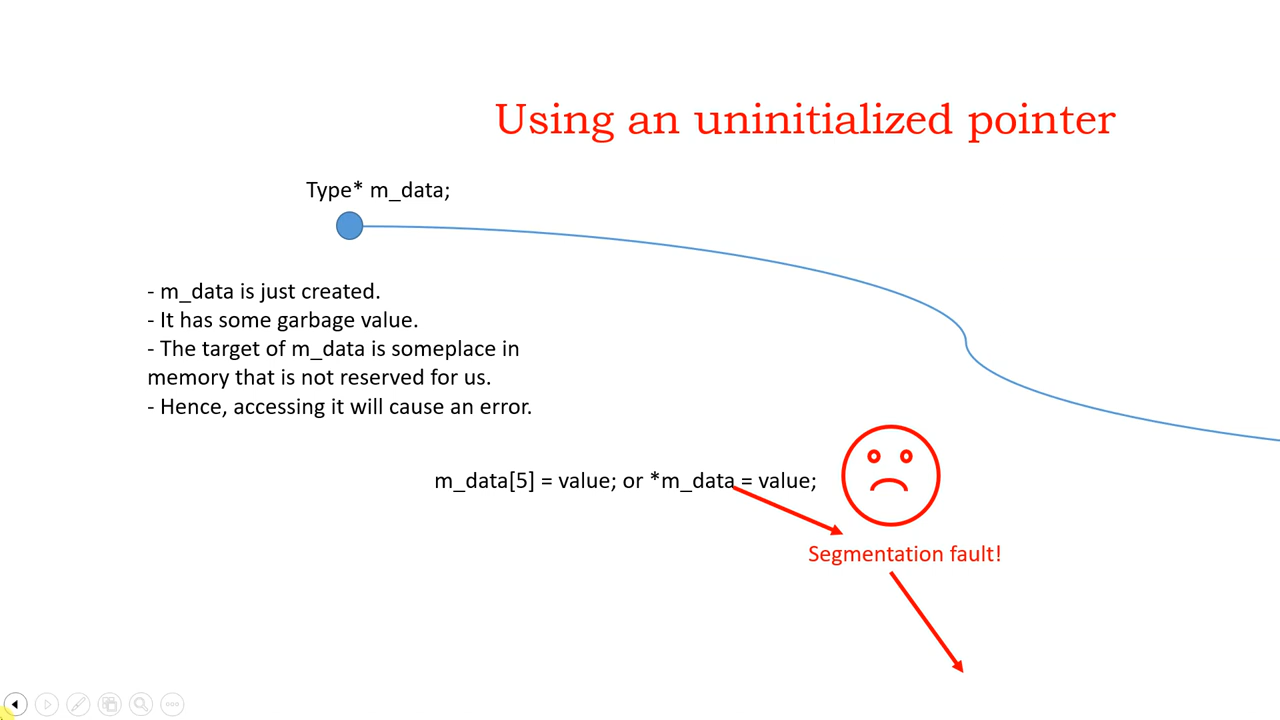 Using an uninitialized pointer
Type* m_data;
- m_data is just created.
- It has some garbage value.
- The target of m_data is someplace in
memory that is not reserved for us.
- Hence, accessing it will cause an error.
m_data[5] = value; or *m_data = value;
Segmentation fault!